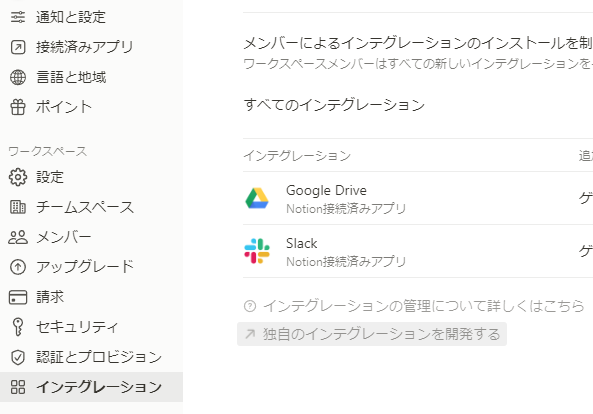 通知と設定
接続済みアプリ
言語と地域
ポイント
ワークスペース
設定
チームスペース
メンバー
アップグレード
請求
セキュリティ
認証とプロビジョン
インテグレーション
メンバーによるインテグレーションのインストールを制
ワークスペースメンバーはすべての新しいインテグレーションを
すべてのインテグレーション
インテグレーション 追
Google Drive ゲ
Notion接続済みアプリ
Slack ゲ
Notion接続済みアプリ
インテグレーションの管理について詳しくはこちら
独自のインテグレーションを開発する